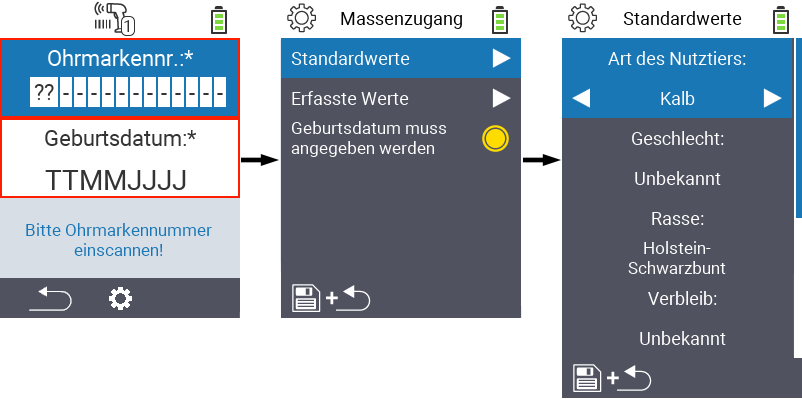 1
Ohrmarkennr.:*
??------------
Geburtsdatum:*
TTMMJJJJ
Bitte Ohrmarkennummer
einscannen!
Massenzugang
Standardwerte
Erfasste Werte
Geburtsdatum muss
angegeben werden
+
Standardwerte
Art des Nutztiers:
Kalb
Geschlecht:
Unbekannt
Rasse:
Holstein-
Schwarzbunt
Verbleib:
Unbekannt
+